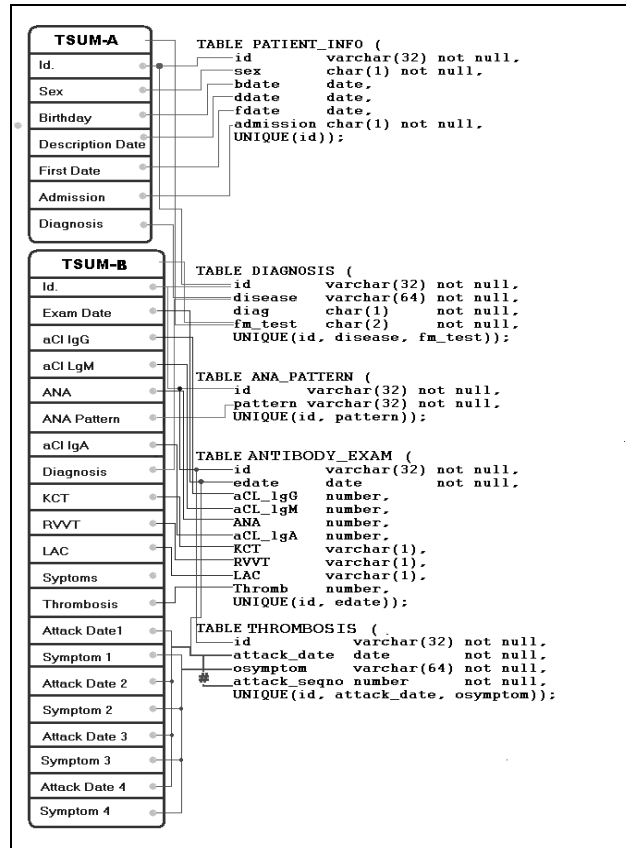 TSUM-A
Id.
Sex
Birthday
Description Date
First Date
Admission
Diagnosis
TABLE PATIENT_INFO (
id varchar(32) not null,
sex char(1) not null,
bdate date,
ddate date,
fdate date,
admission char(1) not null,
UNIQUE(id));
TSUM-B
Id.
Exam Date
aCl IgG
aCl LgM
ANA
ANA Pattern
aCl IgA
Diagnosis
KCT
RVVT
LAC
Syptoms
Thrombosis
Attack Date1
Symptom 1
Attack Date 2
Symptom 2
Attack Date 3
Symptom 3
Attack Date 4
Symptom 4
TABLE DIAGNOSIS (
id varchar(32) not null,
disease varchar(64) not null,
diag char(1) not null,
fm_test char(2) not null,
UNIQUE(id, disease, fm_test));
TABLE ANA_PATTERN (
id varchar(32) not null,
pattern varchar(32) not null,
UNIQUE(id, pattern));
TABLE ANTIBODY_EXAM (
id varchar(32) not null,
edate date not null,
aCL_lgG number,
aCL_lgM number,
ANA number,
aCL_lgA number,
KCT varchar(1),
RVVT varchar(1),
LAC varchar(1),
Thromb number,
UNIQUE(id, edate));
TABLE THROMBOSIS (
id varchar(32) not null,
attack_date date not null,
osymptom varchar(64) not null,
# attack_seqno number not null,
UNIQUE(id, attack_date, osymptom));